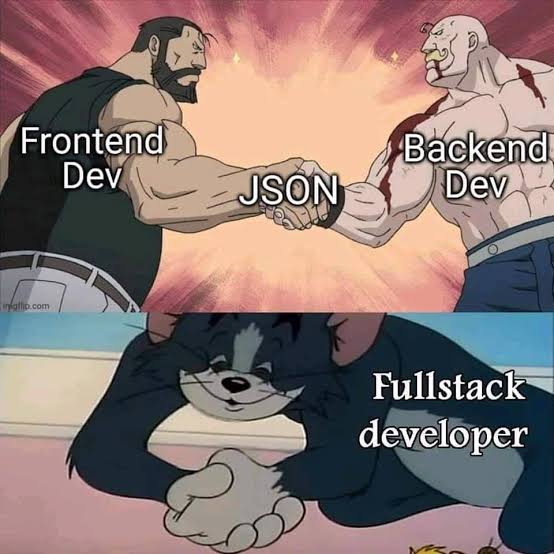 Frontend
Dev
JSON
Backend
Dev
imgflip.com
Fullstack
developer